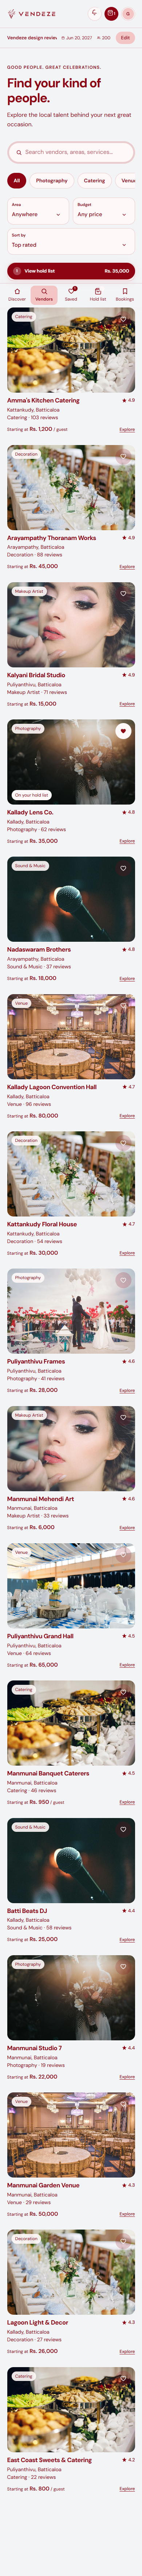 VENDEZE
Vendeze design review
Jun 20, 2027
200
Edit
GOOD PEOPLE. GREAT CELEBRATIONS.
Find your kind of
people.
Explore the local talent behind your next great
occasion.
Search vendors, areas, services...
All
Photography
Catering
Venue
Area
Anywhere
Budget
Any price
Sort by
Top rated
View hold list
Rs. 35,000
Discover
Vendors
Saved
Hold list
Bookings
Catering
Amma's Kitchen Catering
4.9
Kattankudy, Batticaloa
Catering · 103 reviews
Starting at Rs. 1,200 / guest
Explore
Decoration
Arayampathy Thoranam Works
4.9
Arayampathy, Batticaloa
Decoration · 88 reviews
Starting at Rs. 45,000
Explore
Makeup Artist
Kalyani Bridal Studio
4.9
Puliyanthivu, Batticaloa
Makeup Artist · 71 reviews
Starting at Rs. 15,000
Explore
Photography
On your hold list
Kallady Lens Co.
4.8
Kallady, Batticaloa
Photography · 62 reviews
Starting at Rs. 35,000
Explore
Sound & Music
Nadaswaram Brothers
4.8
Arayampathy, Batticaloa
Sound & Music · 37 reviews
Starting at Rs. 18,000
Explore
Venue
Kallady Lagoon Convention Hall
4.7
Kallady, Batticaloa
Venue · 96 reviews
Starting at Rs. 80,000
Explore
Decoration
Kattankudy Floral House
4.7
Kattankudy, Batticaloa
Decoration · 54 reviews
Starting at Rs. 30,000
Explore
Photography
Puliyanthivu Frames
4.6
Puliyanthivu, Batticaloa
Photography · 41 reviews
Starting at Rs. 28,000
Explore
Makeup Artist
Manmunai Mehendi Art
4.6
Manmunai, Batticaloa
Makeup Artist · 33 reviews
Starting at Rs. 6,000
Explore
Venue
Puliyanthivu Grand Hall
4.5
Puliyanthivu, Batticaloa
Venue · 64 reviews
Starting at Rs. 65,000
Explore
Catering
Manmunai Banquet Caterers
4.5
Manmunai, Batticaloa
Catering · 46 reviews
Starting at Rs. 950 / guest
Explore
Sound & Music
Batti Beats DJ
4.4
Kallady, Batticaloa
Sound & Music · 58 reviews
Starting at Rs. 25,000
Explore
Photography
Manmunai Studio 7
4.4
Manmunai, Batticaloa
Photography · 19 reviews
Starting at Rs. 22,000
Explore
Venue
Manmunai Garden Venue
4.3
Manmunai, Batticaloa
Venue · 29 reviews
Starting at Rs. 50,000
Explore
Decoration
Lagoon Light & Decor
4.3
Kallady, Batticaloa
Decoration · 27 reviews
Starting at Rs. 26,000
Explore
Catering
East Coast Sweets & Catering
4.2
Puliyanthivu, Batticaloa
Catering · 22 reviews
Starting at Rs. 800 / guest
Explore